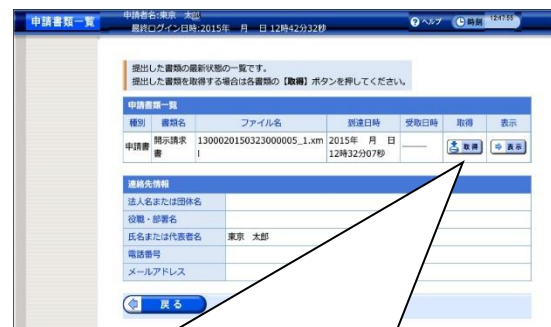 申請書類一覧
申請者名:東京 太郎
最終ログイン日時:2015年 月 日 12時42分32秒
ヘルプ
時刻 12:47:55
提出した書類の最新状態の一覧です。
提出した書類を取得する場合は各書類の【取得】ボタンを押してください。
申請書類一覧
種別 書類名 ファイル名 到達日時 受取日時 取得 表示
申請書 開示請求書 1300020150323000005_1.xml 2015年 月 日 12時32分07秒 ―― 取得 表示
連絡先情報
法人名または団体名
役職・部署名
氏名または代表者名 東京 太郎
電話番号
メールアドレス
戻る